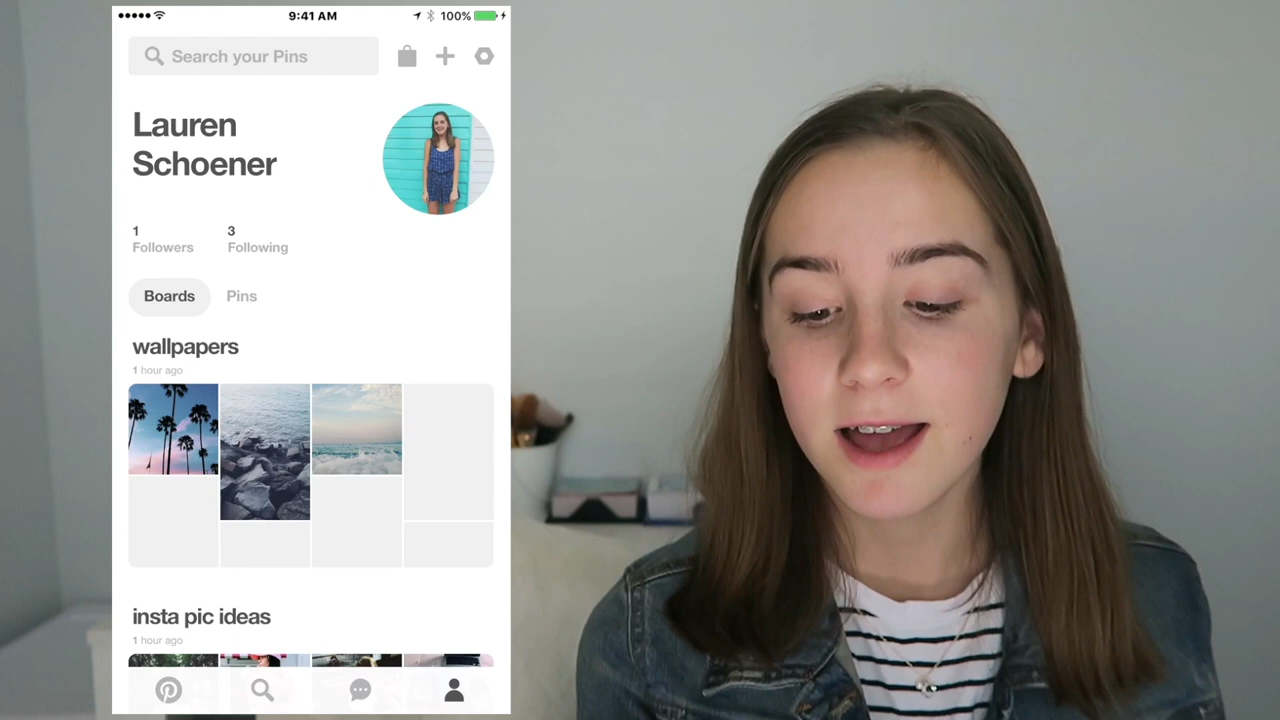 9:41 AM
100%
Search your Pins
Lauren
Schoener
1
3
Followers
Following
Boards
Pins
wallpapers
1 hour ago
insta pic ideas
1 hour ago